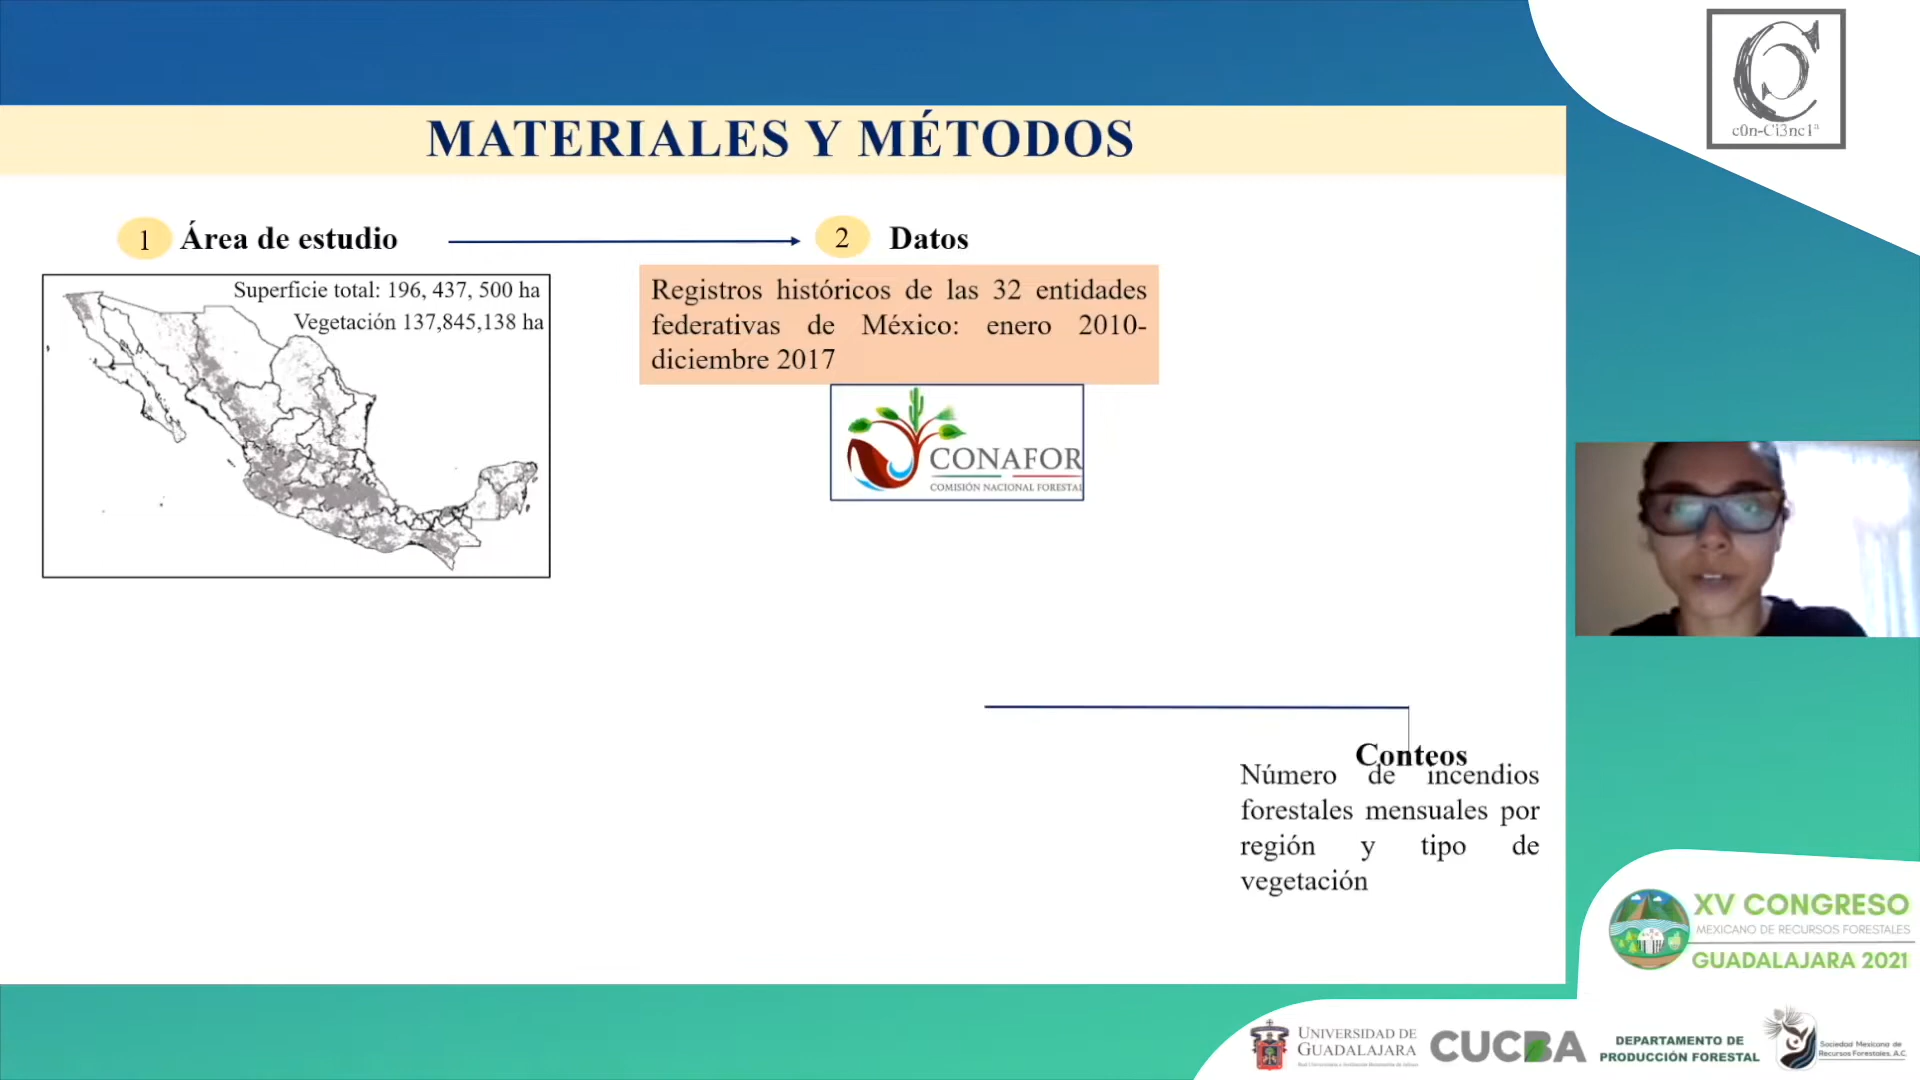 c0n-Ci3nc1ª
MATERIALES Y MÉTODOS
1 Área de estudio
Superficie total: 196, 437, 500 ha
Vegetación 137,845,138 ha
2 Datos
Registros históricos de las 32 entidades
federativas de México: enero 2010-
diciembre 2017
CONAFOR
COMISIÓN NACIONAL FORESTAL
Conteos
Número de incendios
forestales mensuales por
región y tipo de
vegetación
XV CONGRESO
MEXICANO DE RECURSOS FORESTALES
GUADALAJARA 2021
UNIVERSIDAD DE
GUADALAJARA
CUCBA
DEPARTAMENTO DE
PRODUCCIÓN FORESTAL
Sociedad Mexicana de
Recursos Forestales, A.C.